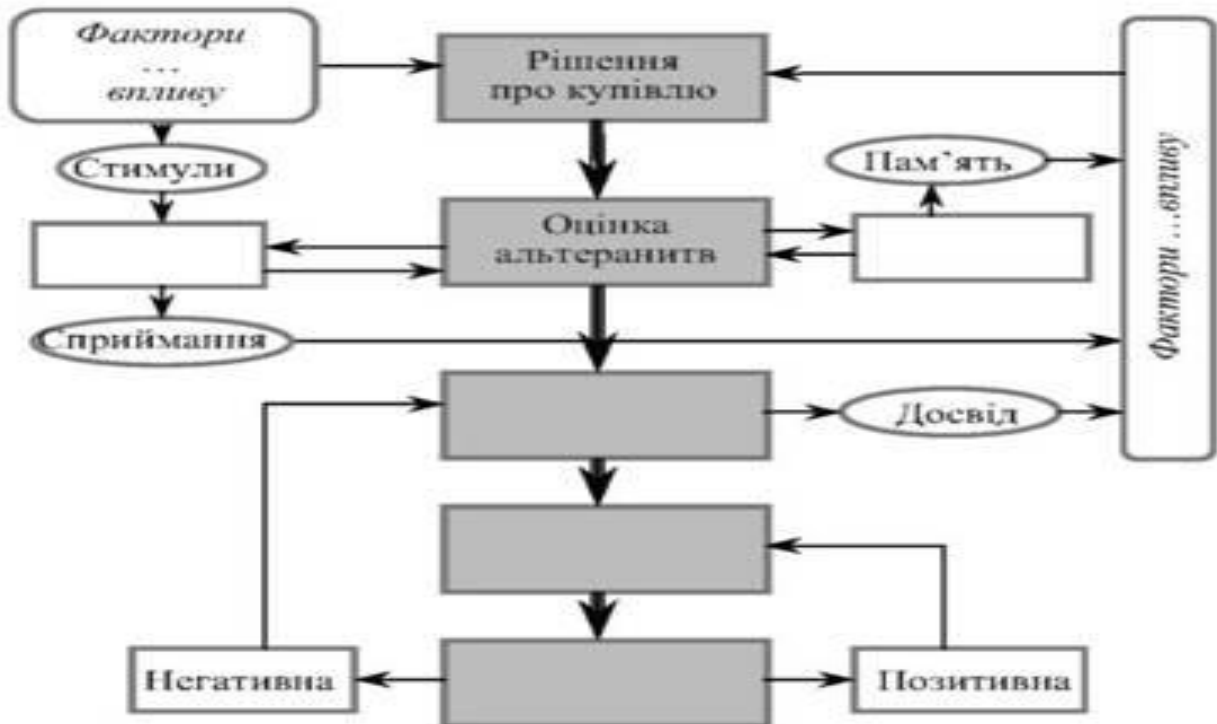 Фактори
...
впливу
Рішення
про купівлю
Стимули
Пам’ять
Оцінка
альтеранитв
Сприймання
Фактори ...впливу
Досвід
Негативна
Позитивна